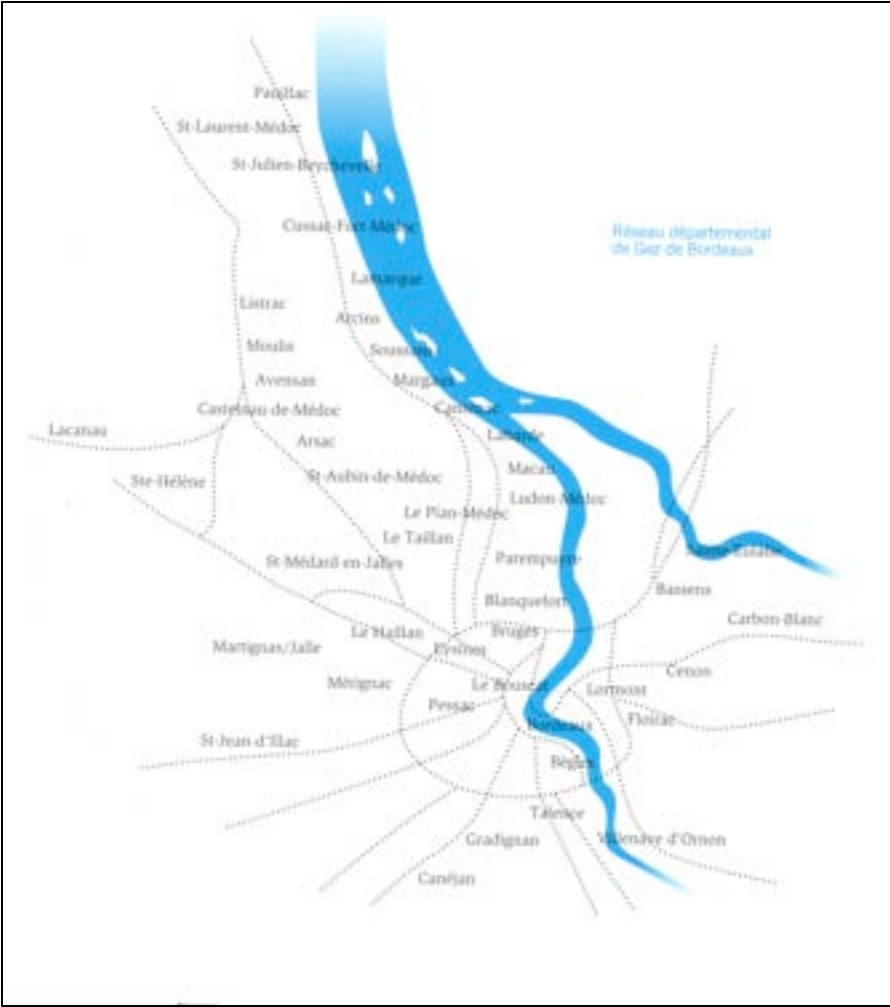 Pauillac
St-Laurent-Médoc
St-Julien-Beychevelle
Cussac-Fort-Médoc
Réseau départemental
de Gaz de Bordeaux
Lamarque
Listrac
Arcins
Moulis
Soussans
Avensan
Margaux
Castelnau de-Médoc
Cantenac
Lacanau
Labarde
Arsac
Macau
St-Aubin-de-Médoc
Ste-Hélène
Ludon-Médoc
Le Pian-Médoc
Le Taillan
Sainte-Eulalie
St-Médard en-Jalles
Parempuyre
Bassens
Blanquefort
Carbon-Blanc
Le Haillan
Bruges
Martignas/Jalle
Eysines
Cenon
Mérignac
Le Bouscat
Lormont
Pessac
Floirac
Bordeaux
St-Jean-d'Illac
Bègles
Talence
Gradignan
Villenave d'Ornon
Canéjan